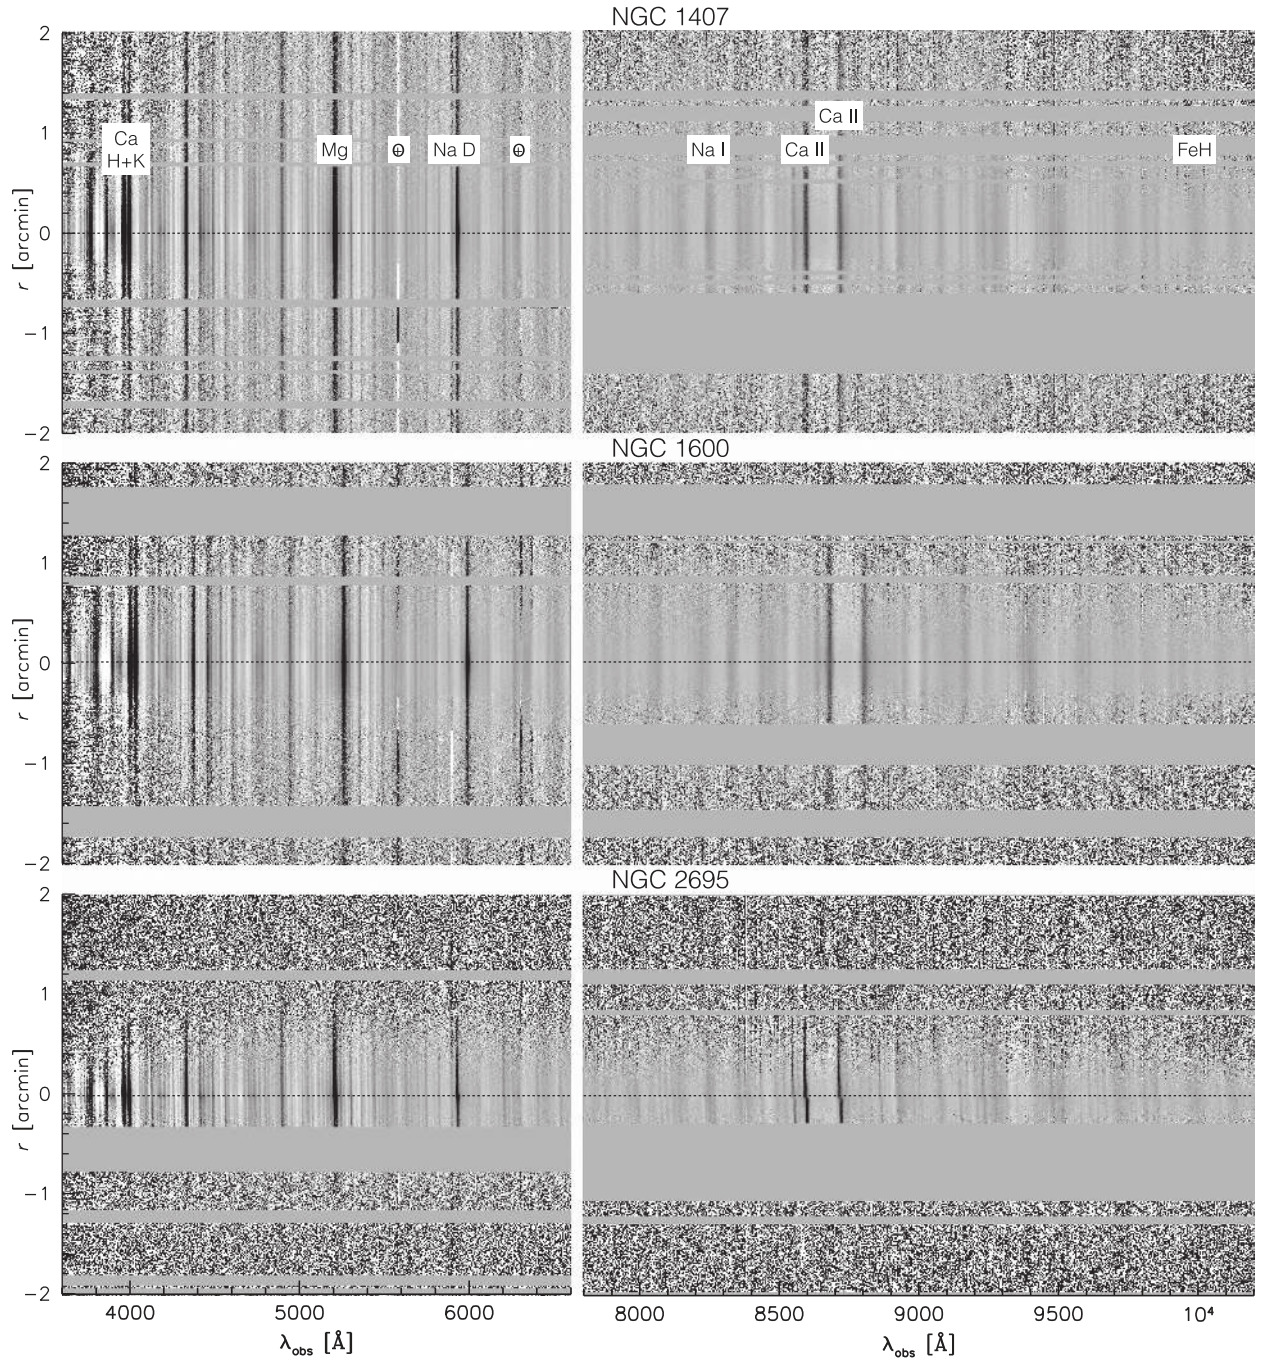 NGC 1407
2
1
0
−1
−2
r [arcmin]
Ca
H+K
Mg
⊕
Na D
⊕
Na I
Ca II
Ca II
FeH
NGC 1600
2
1
0
−1
−2
r [arcmin]
NGC 2695
2
1
0
−1
−2
r [arcmin]
4000 5000 6000
8000 8500 9000 9500 10⁴
λobs [Å]
λobs [Å]